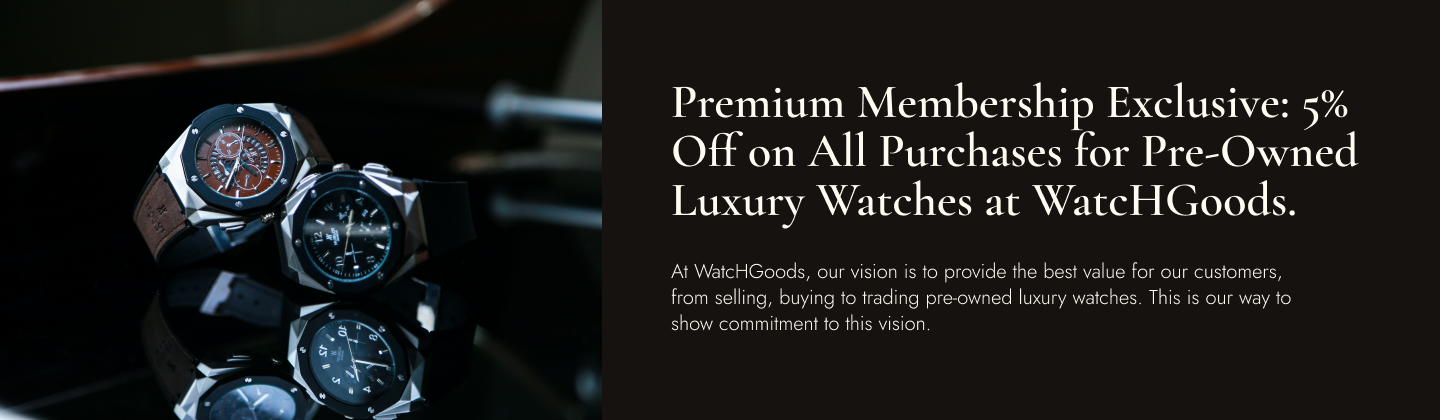 Premium Membership Exclusive: 5%
Off on All Purchases for Pre-Owned
Luxury Watches at WatcHGoods.
At WatcHGoods, our vision is to provide the best value for our customers,
from selling, buying to trading pre-owned luxury watches. This is our way to
show commitment to this vision.